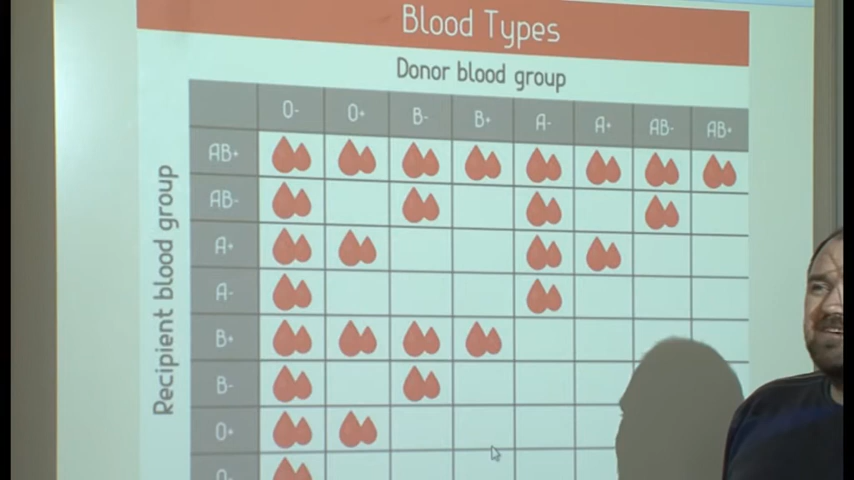 Blood Types
Donor blood group
O- O+ B- B+ A- A+ AB- AB+
Recipient blood group
AB+
AB-
A+
A-
B+
B-
O+
O-